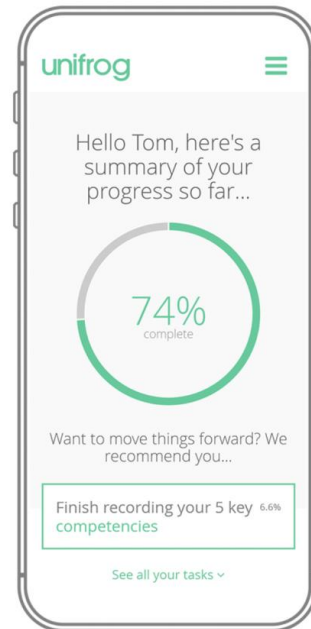 unifrog
Hello Tom, here's a
summary of your
progress so far...
74%
complete
Want to move things forward? We
recommend you...
Finish recording your 5 key 6.6%
competencies
See all your tasks